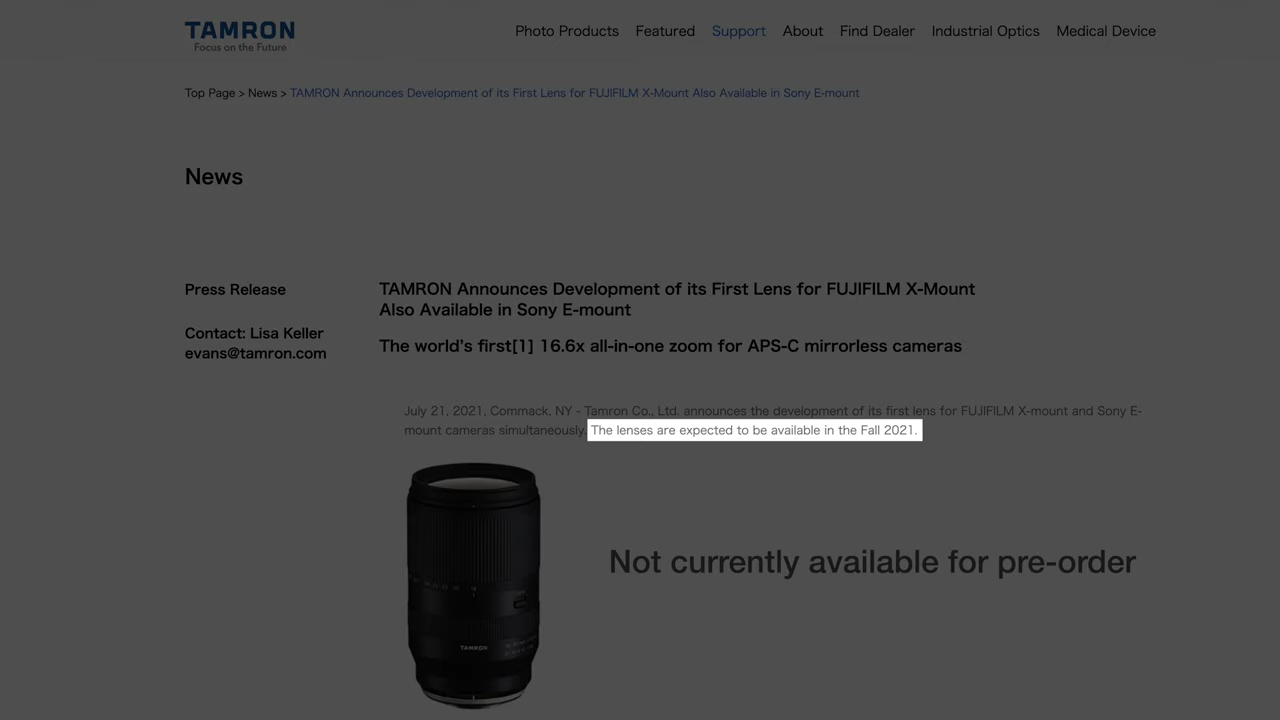 TAMRON
Focus on the Future
Photo Products Featured Support About Find Dealer Industrial Optics Medical Device
Top Page > News > TAMRON Announces Development of its First Lens for FUJIFILM X-Mount Also Available in Sony E-mount
News
Press Release
Contact: Lisa Keller
evans@tamron.com
TAMRON Announces Development of its First Lens for FUJIFILM X-Mount
Also Available in Sony E-mount
The world's first[1] 16.6x all-in-one zoom for APS-C mirrorless cameras
July 21, 2021, Commack, NY - Tamron Co., Ltd. announces the development of its first lens for FUJIFILM X-mount and Sony E-
mount cameras simultaneously. The lenses are expected to be available in the Fall 2021.
Not currently available for pre-order
TAMRON